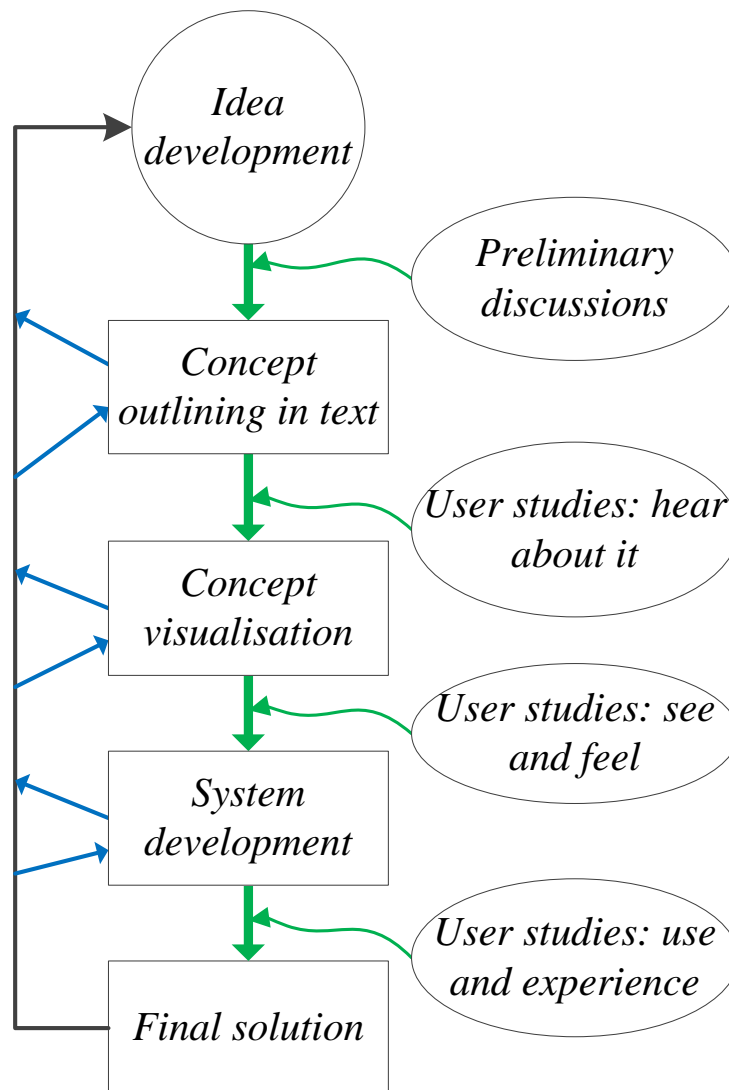 Idea
development
Preliminary
discussions
Concept
outlining in text
User studies: hear
about it
Concept
visualisation
User studies: see
and feel
System
development
User studies: use
and experience
Final solution